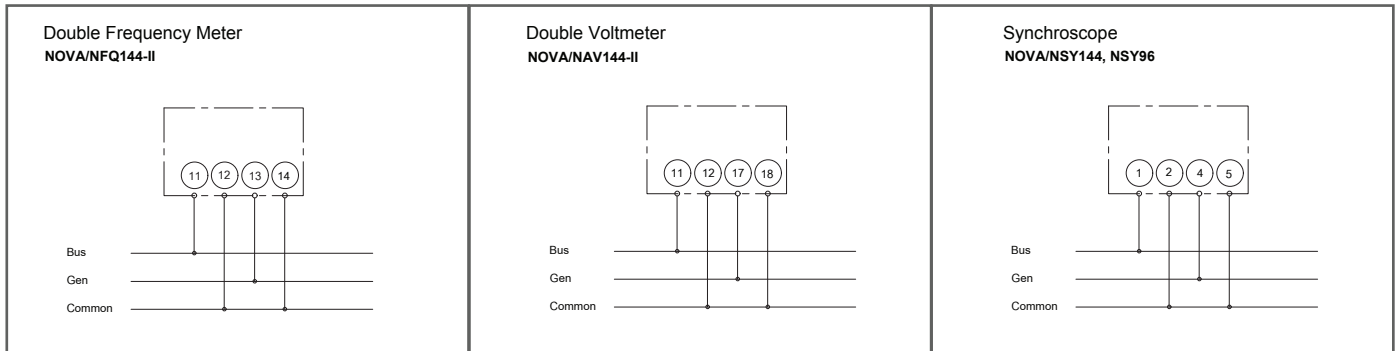 Double Frequency Meter
NOVA/NFQ144-II
11 12 13 14
Bus
Gen
Common
Double Voltmeter
NOVA/NAV144-II
11 12 17 18
Bus
Gen
Common
Synchroscope
NOVA/NSY144, NSY96
1 2 4 5
Bus
Gen
Common